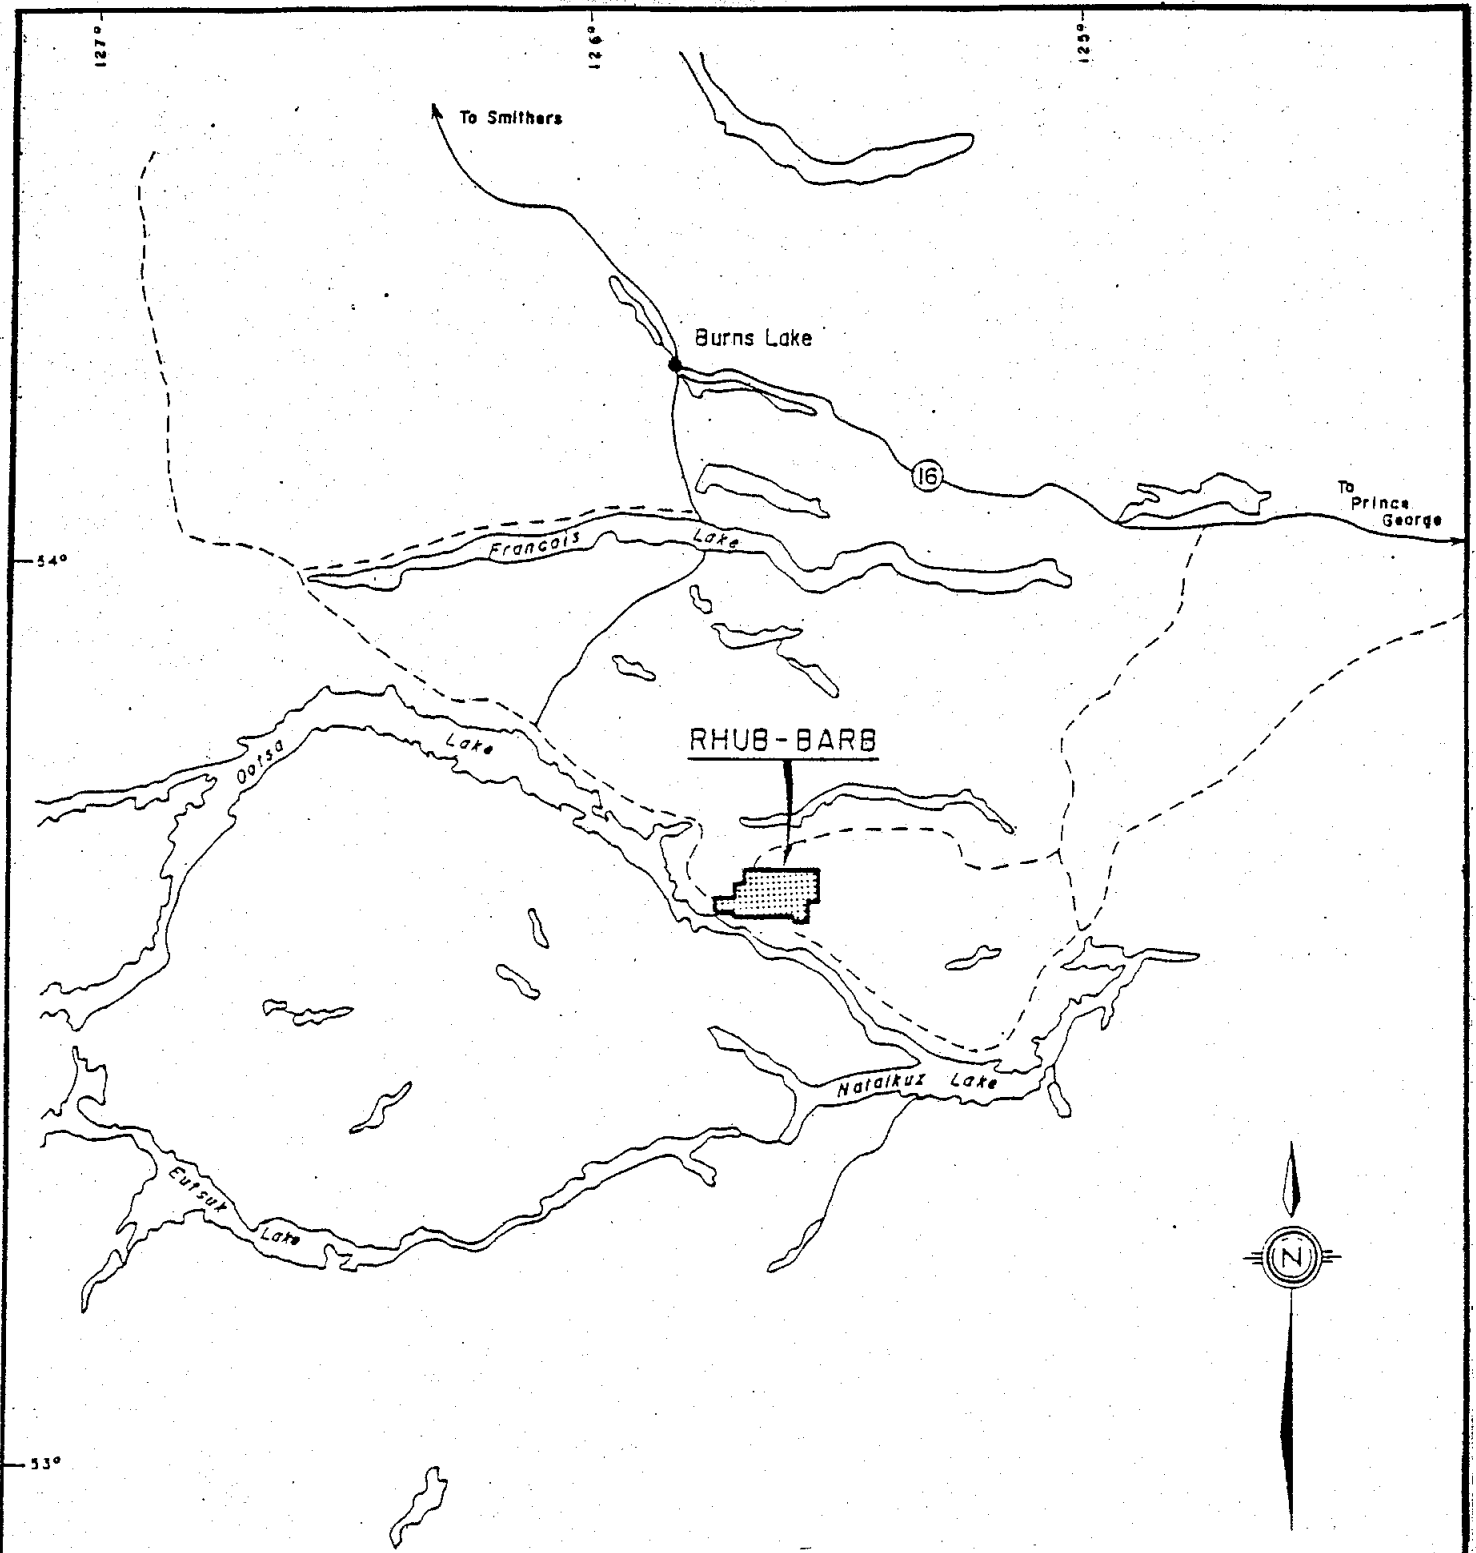 127°
126°
125°
To Smithers
Burns Lake
16
To
Prince
George
Francois Lake
54°
RHUB-BARB
Ootsa Lake
Natalkuz Lake
Eutsuk Lake
N
53°